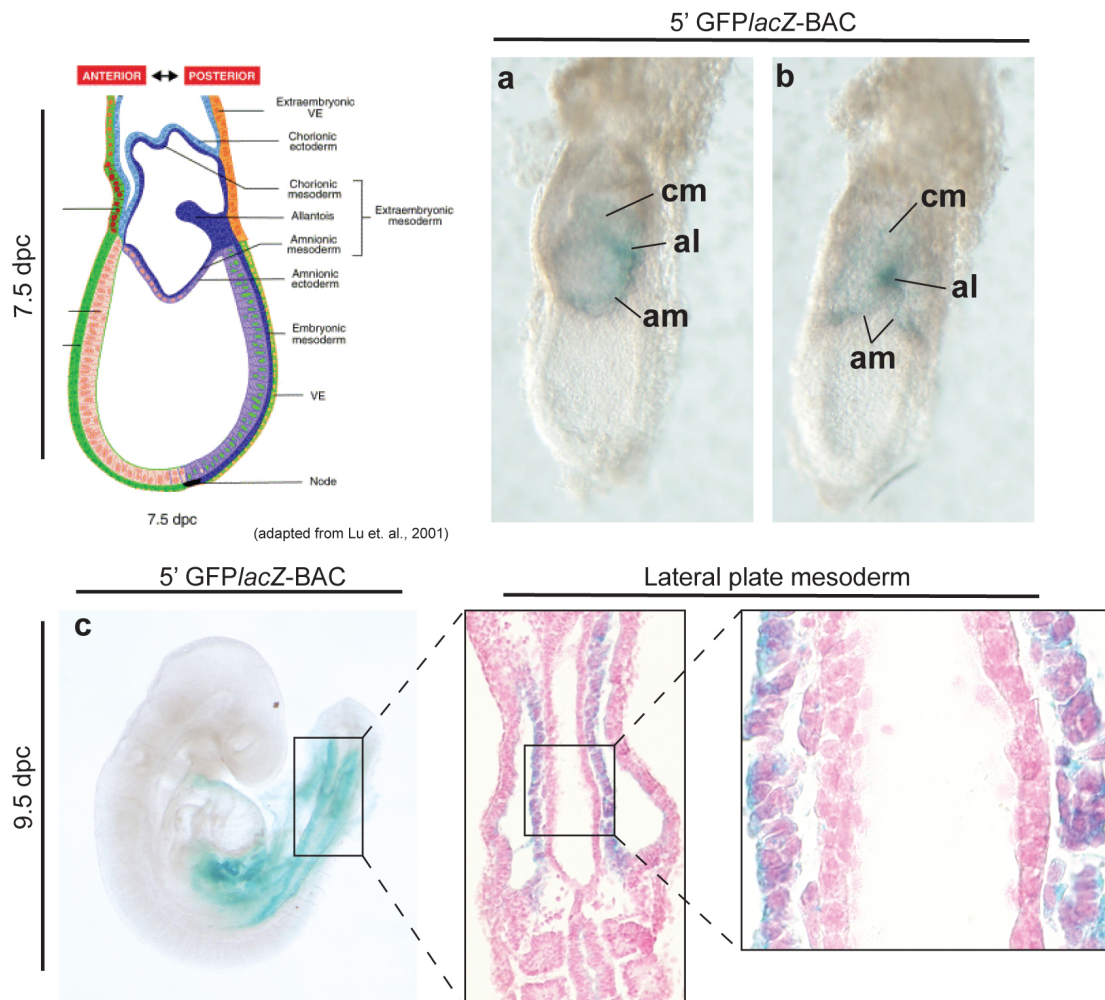 5' GFPlacZ-BAC
ANTERIOR
POSTERIOR
7.5 dpc
Extraembryonic
VE
Chorionic
ectoderm
Chorionic
mesoderm
Extraembryonic
mesoderm
Allantois
Amnionic
mesoderm
Amnionic
ectoderm
Embryonic
mesoderm
VE
Node
7.5 dpc
(adapted from Lu et. al., 2001)
a
cm
al
am
b
cm
al
am
5' GFPlacZ-BAC
Lateral plate mesoderm
9.5 dpc
c